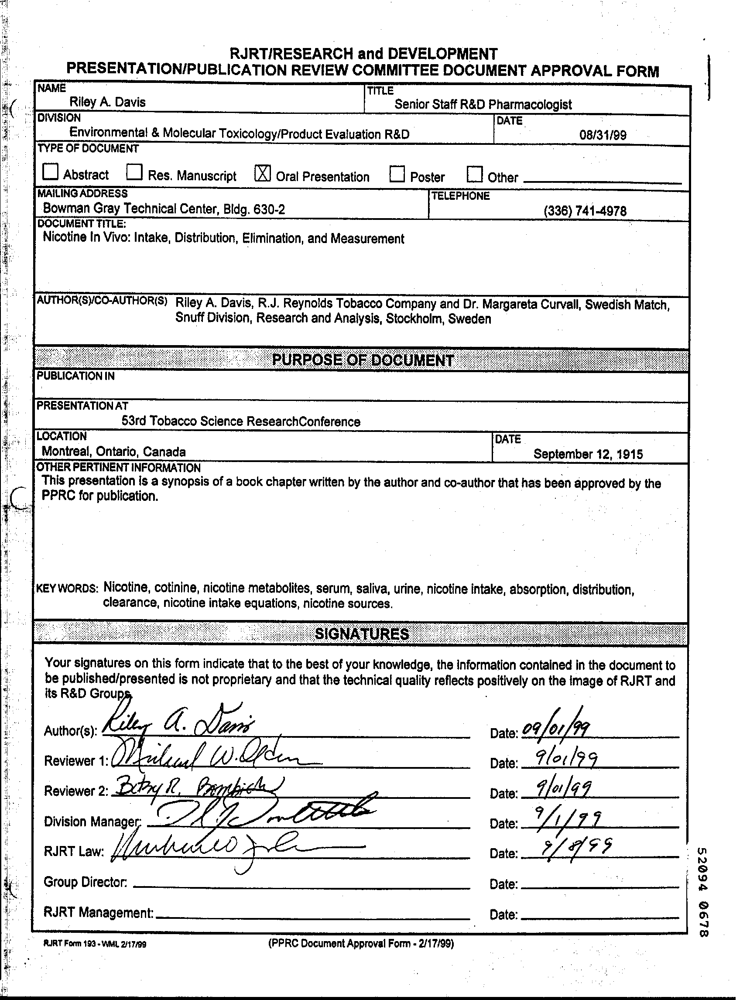 RJRT/RESEARCH and DEVELOPMENT
PRESENTATION/PUBLICATION REVIEW COMMITTEE DOCUMENT APPROVAL FORM
NAME
Riley A. Davis
TITLE
Senior Staff R&D Pharmacologist
DIVISION
Environmental & Molecular Toxicology/Product Evaluation R&D
DATE
08/31/99
TYPE OF DOCUMENT
Abstract Res. Manuscript X Oral Presentation Poster Other
MAILING ADDRESS
Bowman Gray Technical Center, Bldg. 630-2
TELEPHONE
(336) 741-4978
DOCUMENT TITLE:
Nicotine In Vivo: Intake, Distribution, Elimination, and Measurement
AUTHOR(S)/CO-AUTHOR(S) Riley A. Davis, R.J. Reynolds Tobacco Company and Dr. Margareta Curvall, Swedish Match,
Snuff Division, Research and Analysis, Stockholm, Sweden
PURPOSE OF DOCUMENT
PUBLICATION IN
PRESENTATION AT
53rd Tobacco Science ResearchConference
LOCATION
Montreal, Ontario, Canada
DATE
September 12, 1915
OTHER PERTINENT INFORMATION
This presentation is a synopsis of a book chapter written by the author and co-author that has been approved by the
PPRC for publication.
KEY WORDS: Nicotine, cotinine, nicotine metabolites, serum, saliva, urine, nicotine intake, absorption, distribution,
clearance, nicotine intake equations, nicotine sources.
SIGNATURES
Your signatures on this form indicate that to the best of your knowledge, the information contained in the document to
be published/presented is not proprietary and that the technical quality reflects positively on the image of RJRT and
its R&D Groups.
Author(s): Riley A. Davis Date: 09/01/99
Reviewer 1: W. Date: 9/01/99
Reviewer 2: Betsy R. Date: 9/01/99
Division Manager: Date: 9/1/99
RJRT Law: Date: 9/8/99
Group Director: Date:
RJRT Management: Date:
RJRT Form 193 - WML 2/17/99
(PPRC Document Approval Form - 2/17/99)
52094 0678